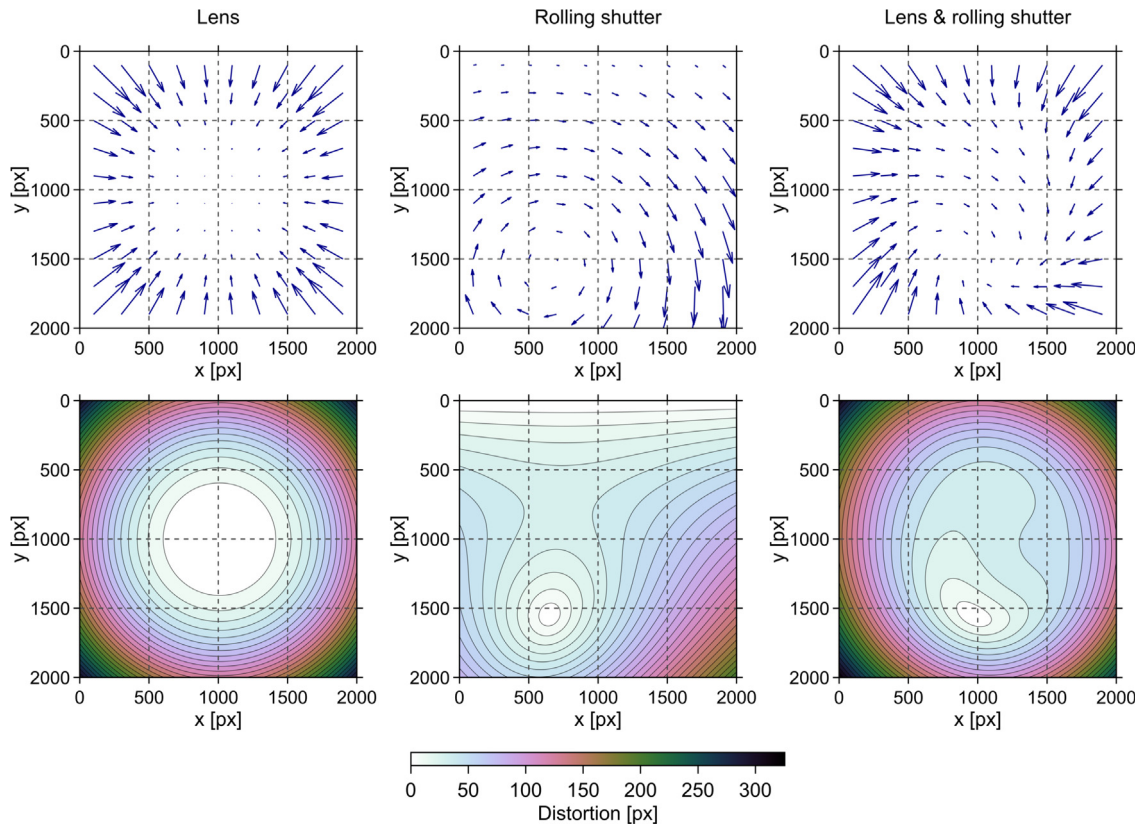 Lens Rolling shutter Lens & rolling shutter
0 0 0
500 500 500
y [px] y [px] y [px]
1000 1000 1000
1500 1500 1500
2000 2000 2000
0 500 1000 1500 2000 0 500 1000 1500 2000 0 500 1000 1500 2000
x [px] x [px] x [px]
0 0 0
500 500 500
y [px] y [px] y [px]
1000 1000 1000
1500 1500 1500
2000 2000 2000
0 500 1000 1500 2000 0 500 1000 1500 2000 0 500 1000 1500 2000
x [px] x [px] x [px]
0 50 100 150 200 250 300
Distortion [px]